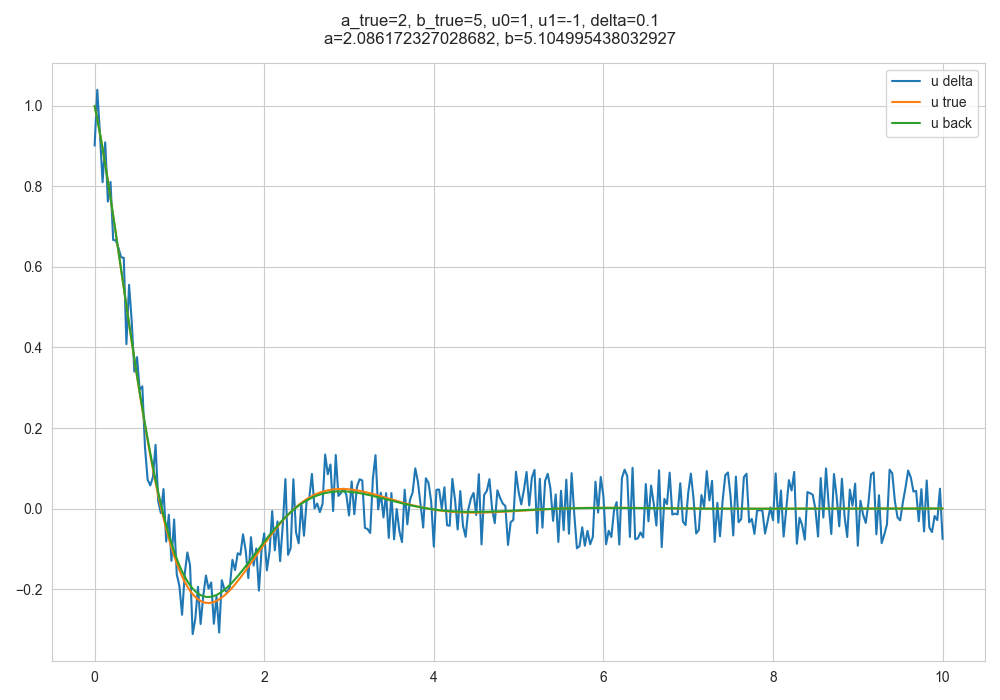 a_true=2, b_true=5, u0=1, u1=-1, delta=0.1
a=2.086172327028682, b=5.104995438032927
u delta
u true
u back
1.0
0.8
0.6
0.4
0.2
0.0
−0.2
0
2
4
6
8
10